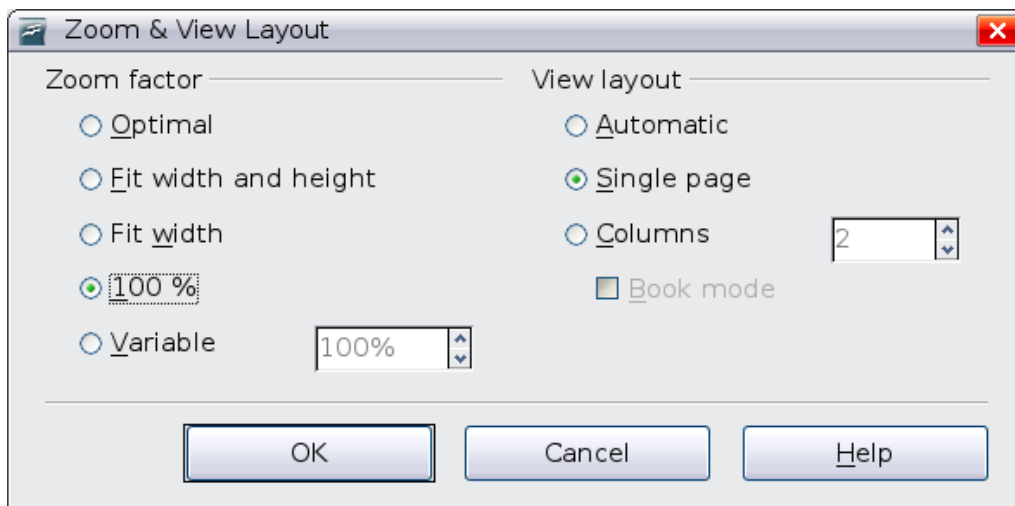 Zoom & View Layout
Zoom factor
Optimal
Fit width and height
Fit width
100 %
Variable 100%
View layout
Automatic
Single page
Columns 2
Book mode
OK Cancel Help